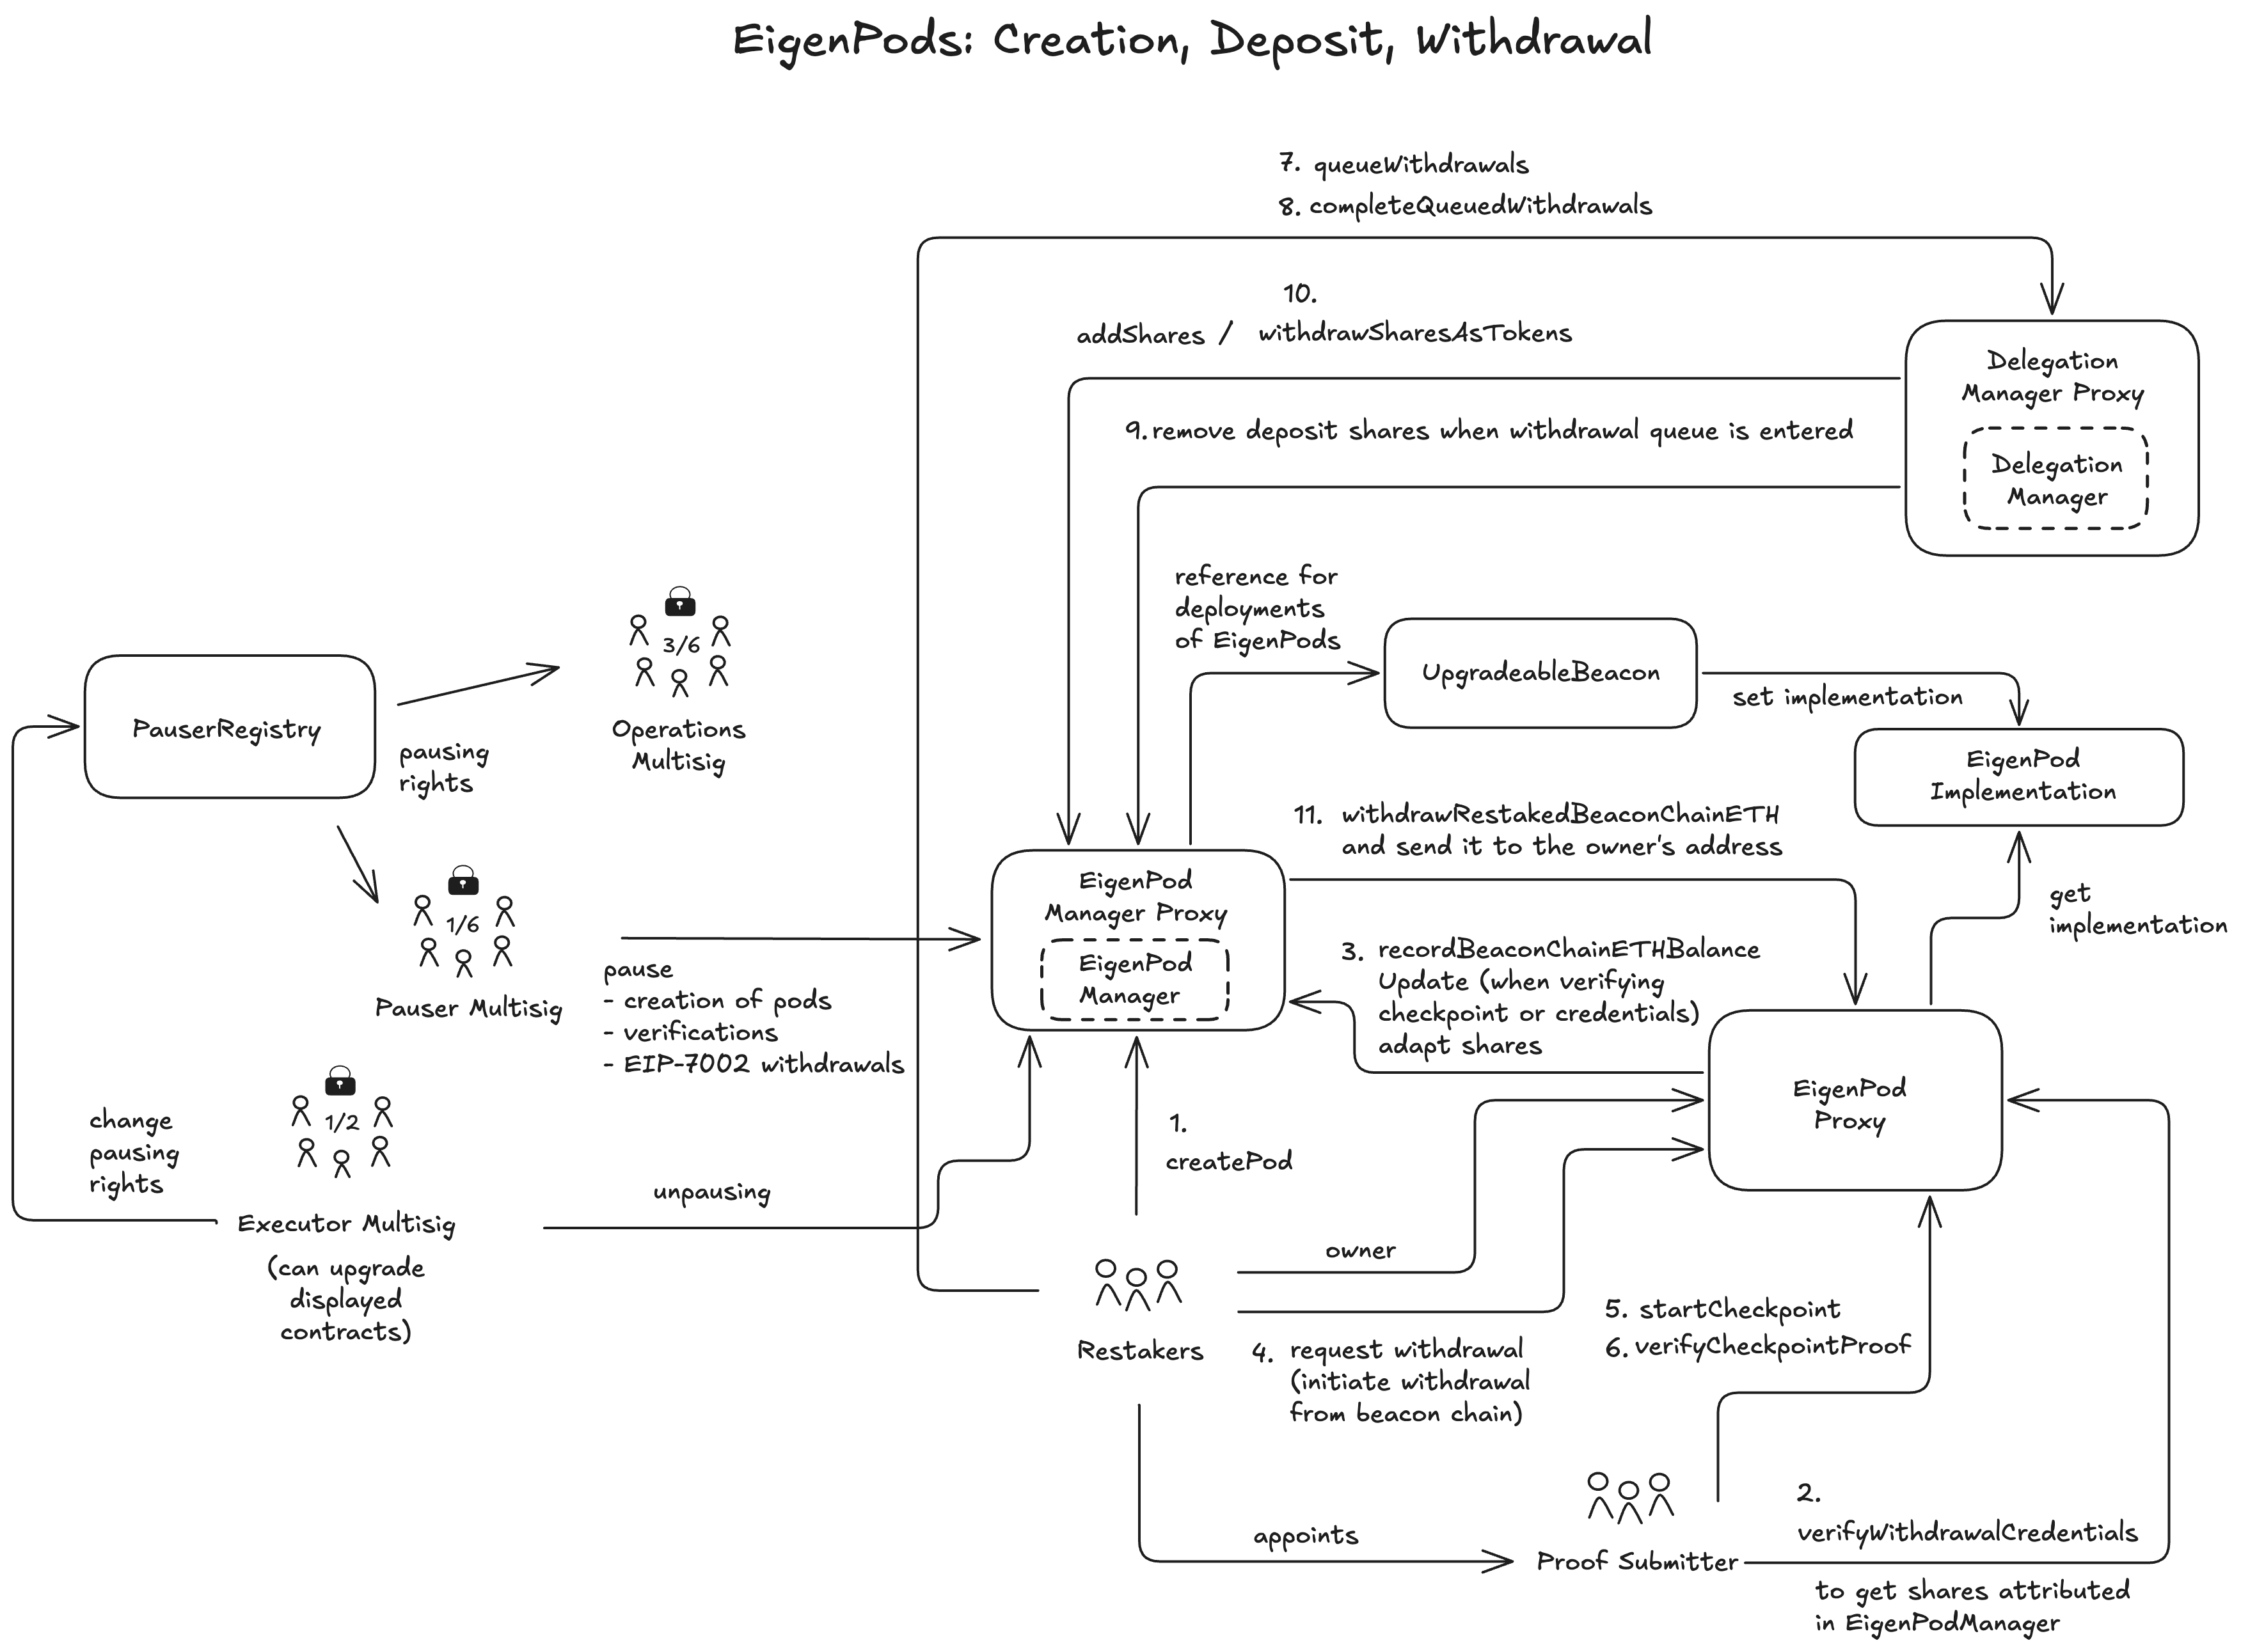 EigenPods: Creation, Deposit, Withdrawal
7. queueWithdrawals
8. completeQueuedWithdrawals
10.
addShares / withdrawSharesAsTokens
Delegation
Manager Proxy
Delegation
Manager
9. remove deposit shares when withdrawal queue is entered
reference for
deployments
of EigenPods
UpgradeableBeacon
set implementation
EigenPod
Implementation
get
implementation
3/6
Operations
Multisig
PauserRegistry
pausing
rights
1/6
Pauser Multisig
pause
- creation of pods
- verifications
- EIP-7002 withdrawals
EigenPod
Manager Proxy
EigenPod
Manager
11. withdrawRestakedBeaconChainETH
and send it to the owner's address
3. recordBeaconChainETHBalance
Update (when verifying
checkpoint or credentials)
adapt shares
EigenPod
Proxy
change
pausing
rights
1/2
Executor Multisig
(can upgrade
displayed
contracts)
unpausing
1.
createPod
owner
Restakers
4. request withdrawal
(initiate withdrawal
from beacon chain)
5. startCheckpoint
6. verifyCheckpointProof
appoints
Proof Submitter
2.
verifyWithdrawalCredentials
to get shares attributed
in EigenPodManager